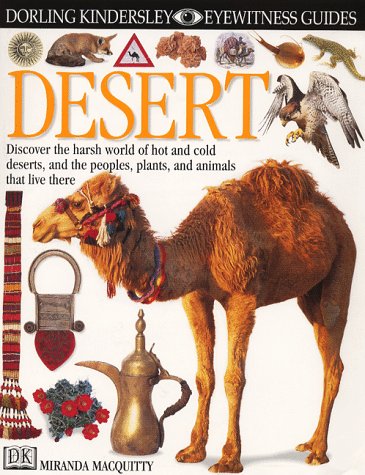 DORLING KINDERSLEY EYEWITNESS GUIDES
DESERT
Discover the harsh world of hot and cold
deserts, and the peoples, plants, and animals
that live there
DK
MIRANDA MACQUITTY